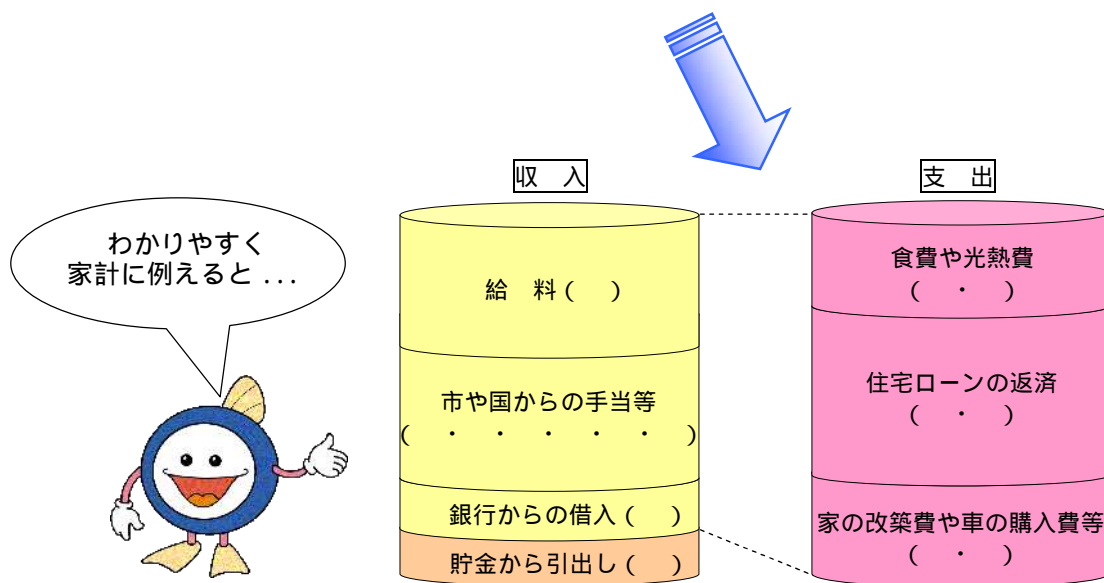 わかりやすく
家計に例えると...
収 入
給 料( )
市や国からの手当等
( ・ ・ ・ ・ ・ )
銀行からの借入( )
貯金から引出し( )
支 出
食費や光熱費
( ・ )
住宅ローンの返済
( ・ )
家の改築費や車の購入費等
( ・ )